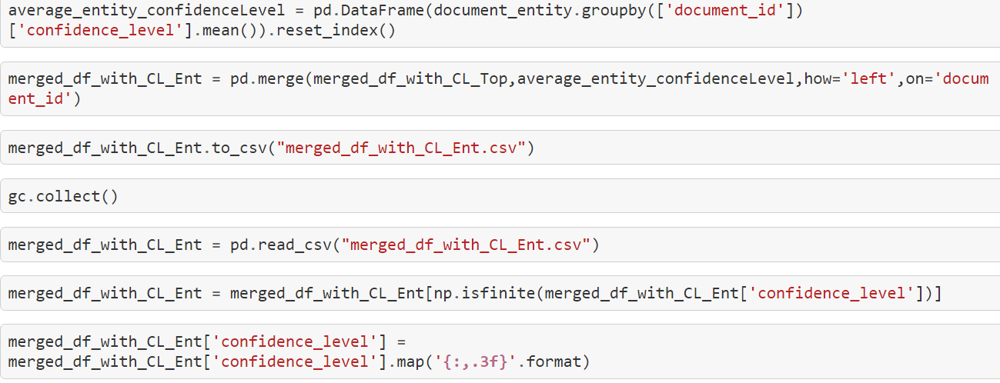 average_entity_confidenceLevel = pd.DataFrame(document_entity.groupby(['document_id'])
['confidence_level'].mean()).reset_index()
merged_df_with_CL_Ent = pd.merge(merged_df_with_CL_Top,average_entity_confidenceLevel,how='left',on='docum
ent_id')
merged_df_with_CL_Ent.to_csv("merged_df_with_CL_Ent.csv")
gc.collect()
merged_df_with_CL_Ent = pd.read_csv("merged_df_with_CL_Ent.csv")
merged_df_with_CL_Ent = merged_df_with_CL_Ent[np.isfinite(merged_df_with_CL_Ent['confidence_level'])]
merged_df_with_CL_Ent['confidence_level'] =
merged_df_with_CL_Ent['confidence_level'].map('{:,.3f}'.format)